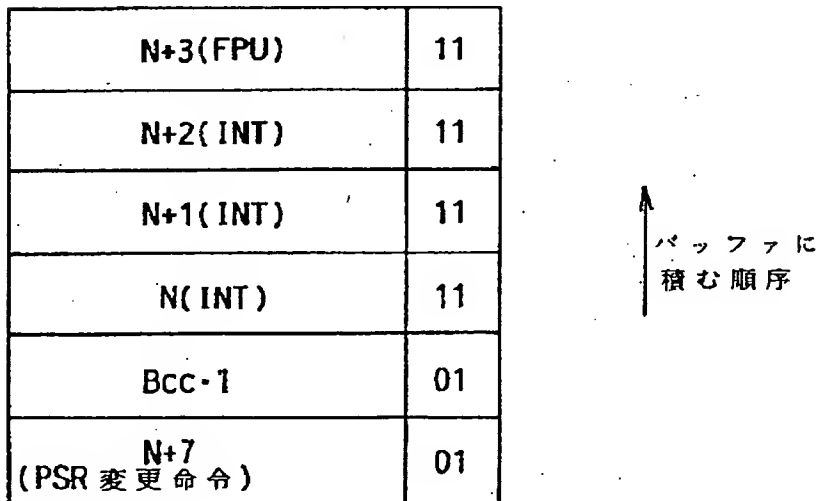 N+3(FPU) 11
N+2(INT) 11
N+1(INT) 11
N(INT) 11
Bcc・1 01
N+7 01
(PSR 変更命令)
バッファに
積む順序